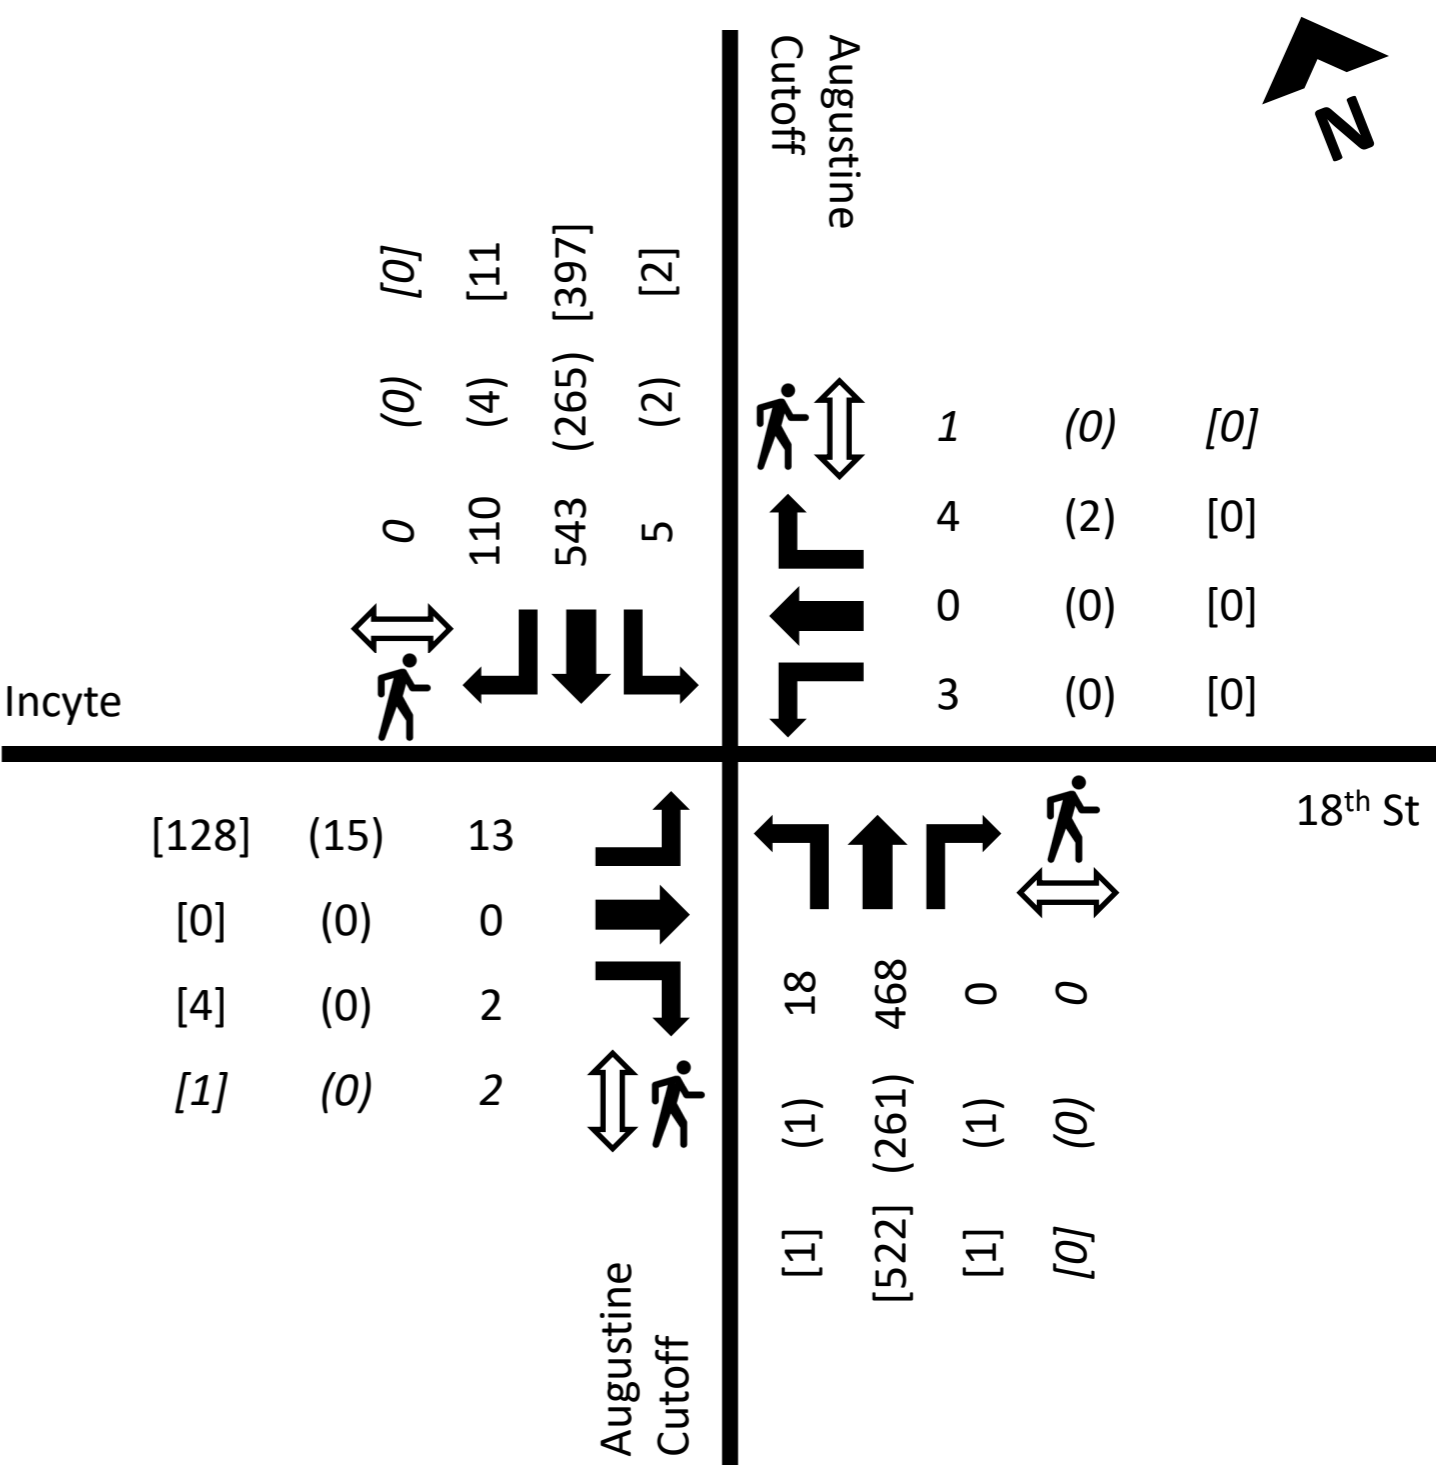 Augustine
Cutoff
N
[0] [11 [397] [2]
(0) (4) (265) (2)
0 110 543 5
1 (0) [0]
4 (2) [0]
0 (0) [0]
3 (0) [0]
Incyte
18th St
[128] (15) 13
[0] (0) 0
[4] (0) 2
[1] (0) 2
18 468 0 0
(1) (261) (1) (0)
[1] [522] [1] [0]
Augustine
Cutoff